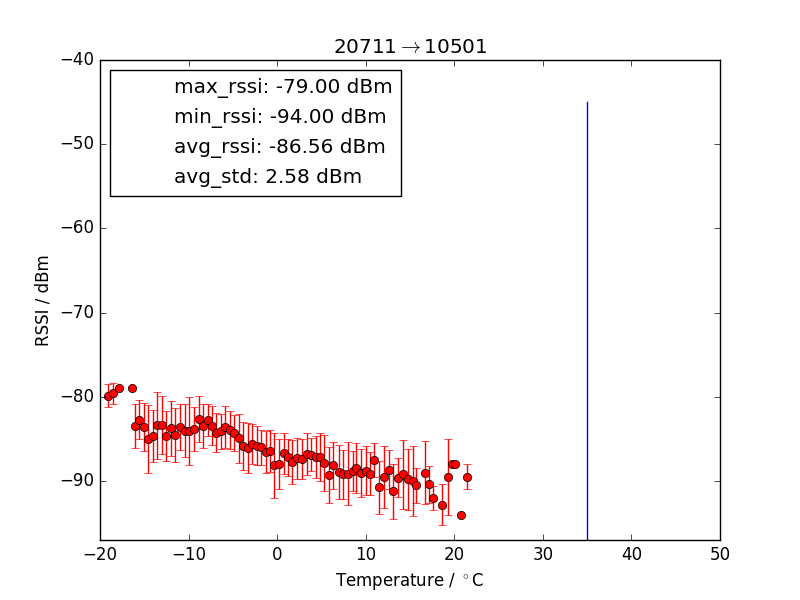 20711→10501
max_rssi: -79.00 dBm
min_rssi: -94.00 dBm
avg_rssi: -86.56 dBm
avg_std: 2.58 dBm
−40
−50
−60
−70
−80
−90
RSSI / dBm
−20 −10 0 10 20 30 40 50
Temperature / °C